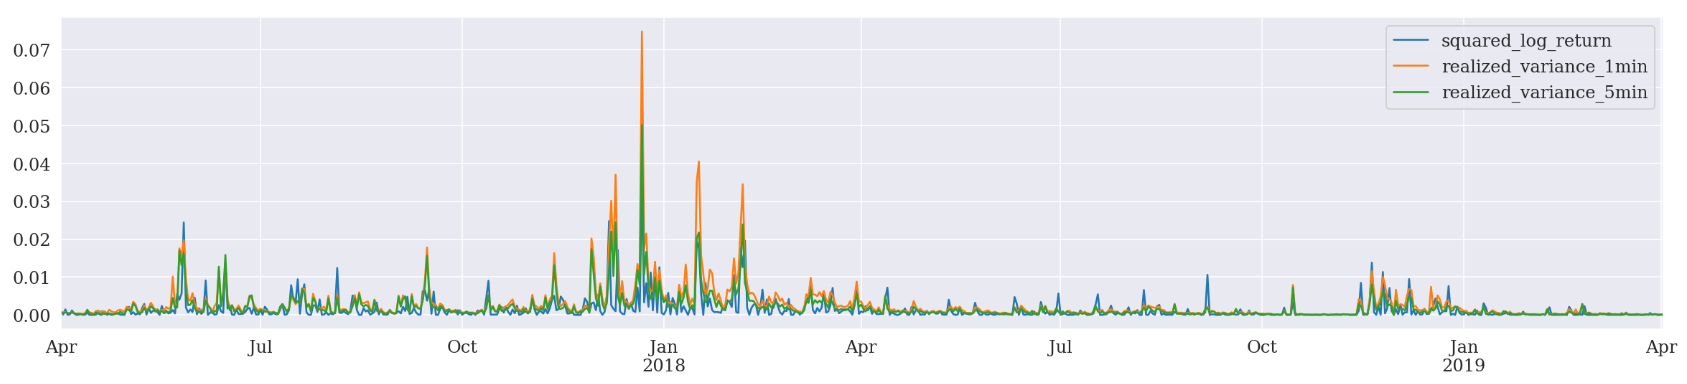 0.07
0.06
0.05
0.04
0.03
0.02
0.01
0.00
squared_log_return
realized_variance_1min
realized_variance_5min
Apr Jul Oct Jan Apr Jul Oct Jan Apr
2018 2019